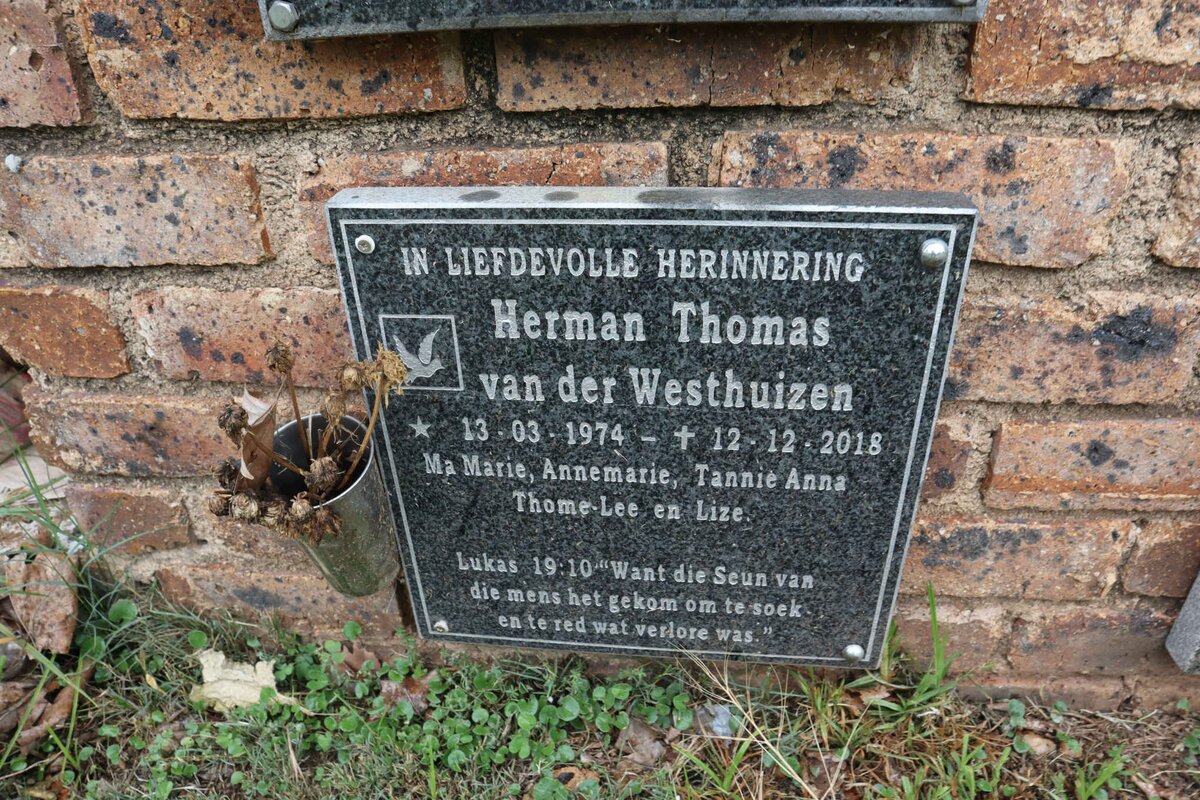 IN LIEFDEVOLLE HERINNERING
Herman Thomas
van der Westhuizen
★ 13-03-1974 - ✝ 12-12-2018
Ma Marie, Annemarie, Tannie Anna
Thome-Lee en Lize.
Lukas 19:10 "Want die Seun van
die mens het gekom om te soek
en te red wat verlore was."